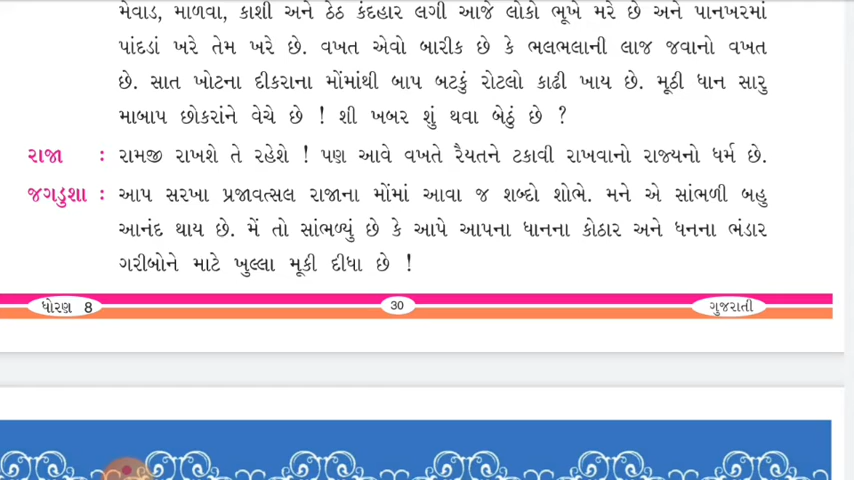 મેવાડ, માળવા, કાશી અને ઠેઠ કંદહાર લગી આજે લોકો ભૂખે મરે છે અને પાનખરમાં
પાંદડાં ખરે તેમ ખરે છે. વખત એવો બારીક છે કે ભલભલાની લાજ જવાનો વખત
છે. સાત ખોટના દીકરાના મોંમાંથી બાપ બટકું રોટલો કાઢી ખાય છે. મૂઠી ધાન સારુ
માબાપ છોકરાંને વેચે છે ! શી ખબર શું થવા બેઠું છે ?
રાજા : રામજી રાખશે તે રહેશે ! પણ આવે વખતે રૈયતને ટકાવી રાખવાનો રાજ્યનો ધર્મ છે.
જગડુશા : આપ સરખા પ્રજાવત્સલ રાજાના મોંમાં આવા જ શબ્દો શોભે. મને એ સાંભળી બહુ
આનંદ થાય છે. મેં તો સાંભળ્યું છે કે આપે આપના ધાનના કોઠાર અને ધનના ભંડાર
ગરીબોને માટે ખુલ્લા મૂકી દીધા છે !
ધોરણ 8 30 ગુજરાતી